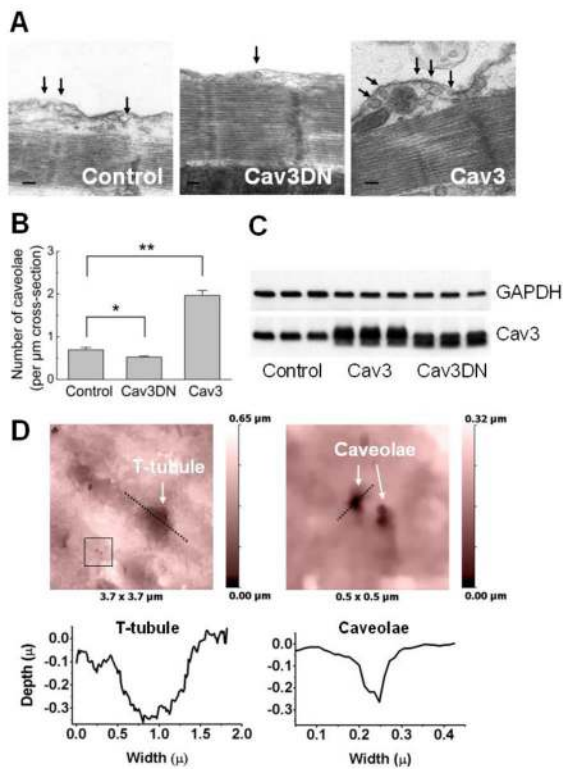 A
Control
Cav3DN
Cav3
B
Number of caveolae
(per µm cross-section)
3
2
1
0
*
**
Control Cav3DN Cav3
C
GAPDH
Cav3
Control Cav3 Cav3DN
D
T-tubule
0.65 µm
0.00 µm
3.7 x 3.7 µm
Caveolae
0.32 µm
0.00 µm
0.5 x 0.5 µm
T-tubule
Depth (µ)
0.0
-0.1
-0.2
-0.3
0.0 0.5 1.0 1.5 2.0
Width (µ)
Caveolae
0.0
-0.1
-0.2
-0.3
0.1 0.2 0.3 0.4
Width (µ)